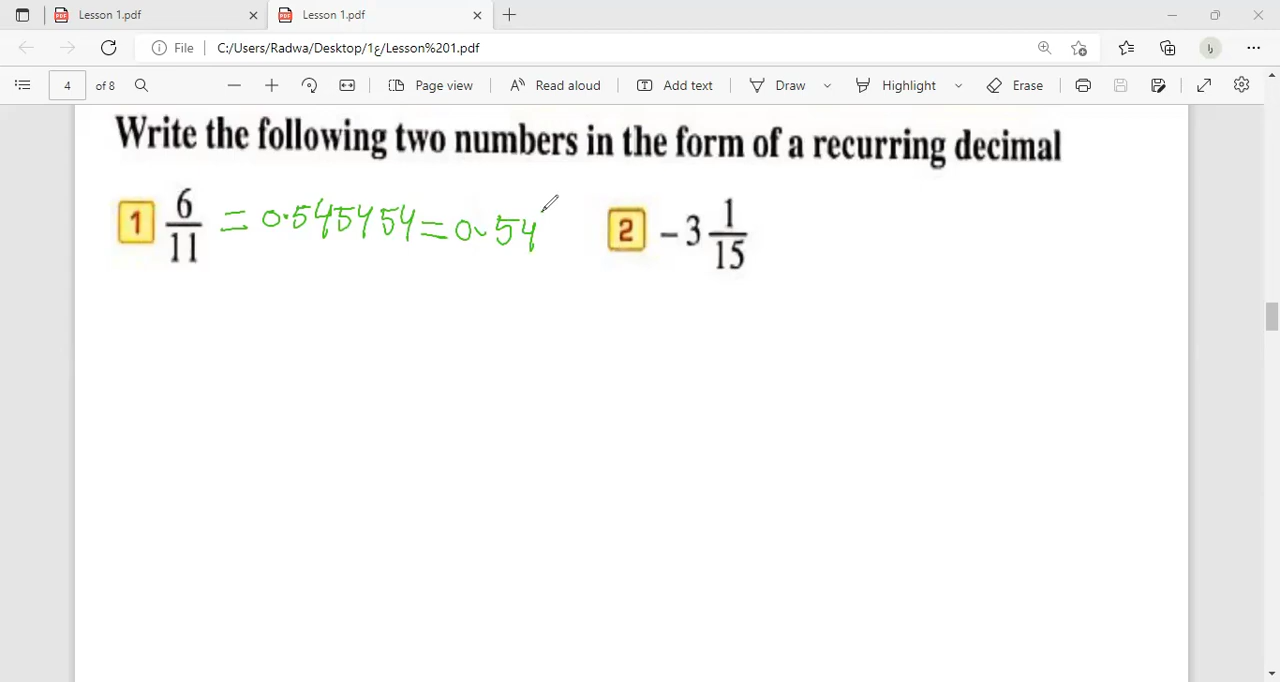 Lesson 1.pdf
Lesson 1.pdf
File C:/Users/Radwa/Desktop/1ع/Lesson%201.pdf
4 of 8 Page view Read aloud Add text Draw Highlight Erase
Write the following two numbers in the form of a recurring decimal
1 6/11 = 0.545454 = 0.54 2 -3 1/15